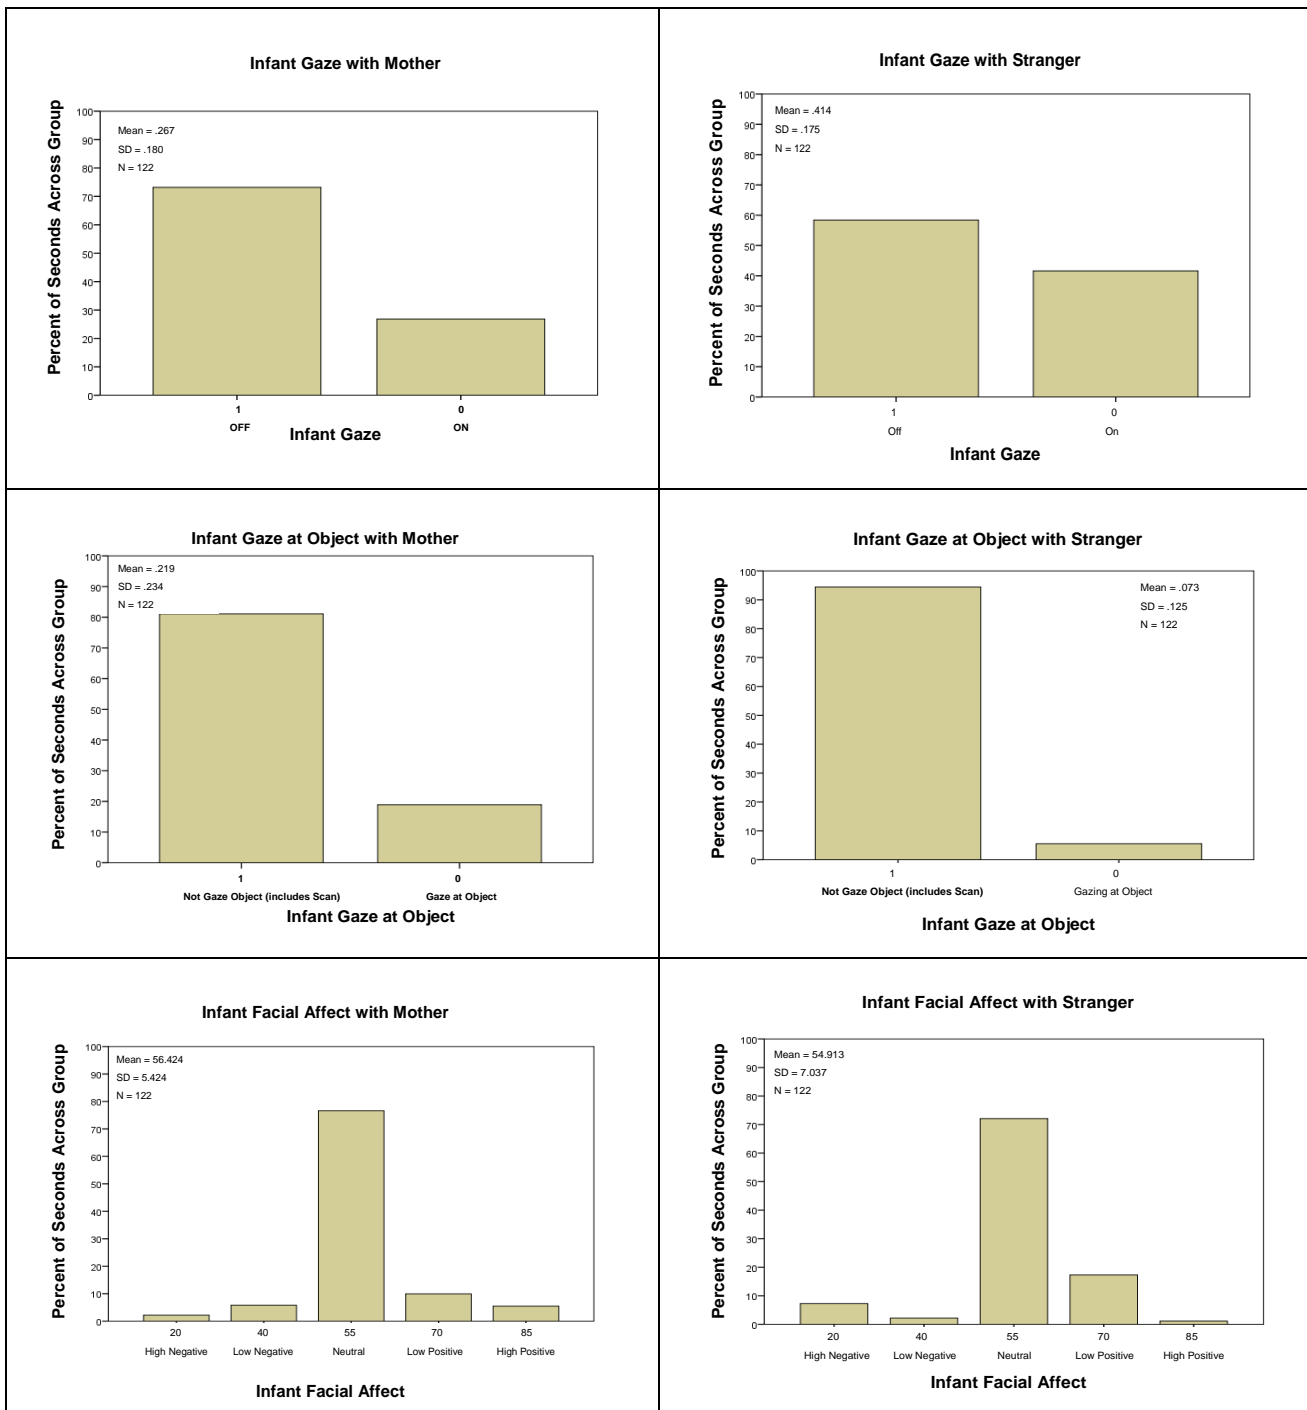 Infant Gaze with Mother
Percent of Seconds Across Group
100
90
80
70
60
50
40
30
20
10
0
Mean = .267
SD = .180
N = 122
1
0
OFF
ON
Infant Gaze
Infant Gaze with Stranger
Percent of Seconds Across Group
100
90
80
70
60
50
40
30
20
10
0
Mean = .414
SD = .175
N = 122
1
0
Off
On
Infant Gaze
Infant Gaze at Object with Mother
Percent of Seconds Across Group
100
90
80
70
60
50
40
30
20
10
0
Mean = .219
SD = .234
N = 122
1
0
Not Gaze Object (includes Scan)
Gaze at Object
Infant Gaze at Object
Infant Gaze at Object with Stranger
Percent of Seconds Across Group
100
90
80
70
60
50
40
30
20
10
0
Mean = .073
SD = .125
N = 122
1
0
Not Gaze Object (includes Scan)
Gazing at Object
Infant Gaze at Object
Infant Facial Affect with Mother
Percent of Seconds Across Group
100
90
80
70
60
50
40
30
20
10
0
Mean = 56.424
SD = 5.424
N = 122
20
40
55
70
85
High Negative
Low Negative
Neutral
Low Positive
High Positive
Infant Facial Affect
Infant Facial Affect with Stranger
Percent of Seconds Across Group
100
90
80
70
60
50
40
30
20
10
0
Mean = 54.913
SD = 7.037
N = 122
20
40
55
70
85
High Negative
Low Negative
Neutral
Low Positive
High Positive
Infant Facial Affect